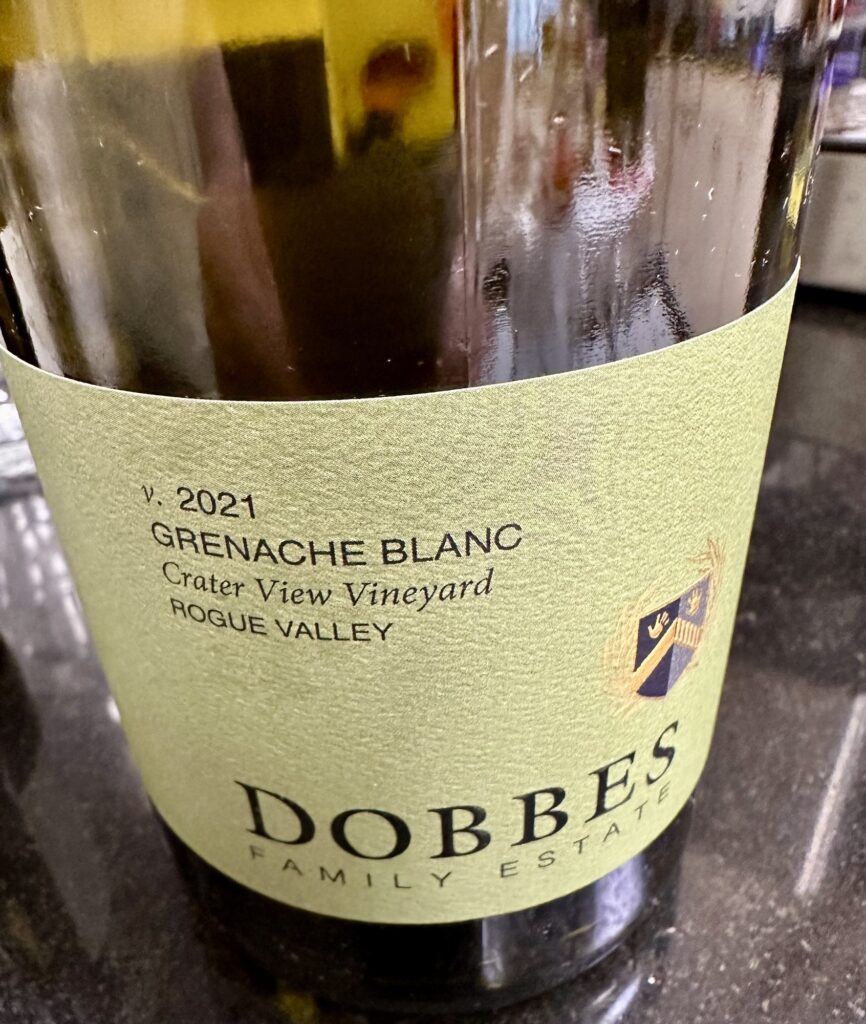 v. 2021
GRENACHE BLANC
Crater View Vineyard
ROGUE VALLEY
DOBBES
FAMILY ESTATE